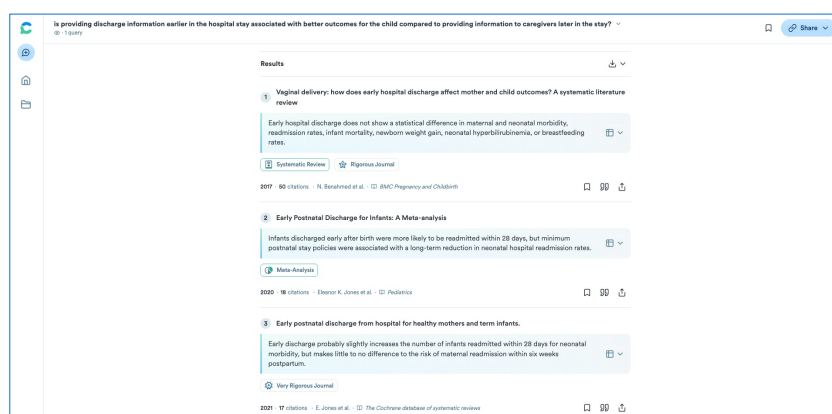 is providing discharge information earlier in the hospital stay associated with better outcomes for the child compared to providing information to caregivers later in the stay?
· 1 query
Share
Results
1 Vaginal delivery: how does early hospital discharge affect mother and child outcomes? A systematic literature
review
Early hospital discharge does not show a statistical difference in maternal and neonatal morbidity,
readmission rates, infant mortality, newborn weight gain, neonatal hyperbilirubinemia, or breastfeeding
rates.
Systematic Review Rigorous Journal
2017 · 50 citations · N. Benahmed et al. · BMC Pregnancy and Childbirth
2 Early Postnatal Discharge for Infants: A Meta-analysis
Infants discharged early after birth were more likely to be readmitted within 28 days, but minimum
postnatal stay policies were associated with a long-term reduction in neonatal hospital readmission rates.
Meta-Analysis
2020 · 18 citations · Eleanor K. Jones et al. · Pediatrics
3 Early postnatal discharge from hospital for healthy mothers and term infants.
Early discharge probably slightly increases the number of infants readmitted within 28 days for neonatal
morbidity, but makes little to no difference to the risk of maternal readmission within six weeks
postpartum.
Very Rigorous Journal
2021 · 17 citations · E. Jones et al. · The Cochrane database of systematic reviews